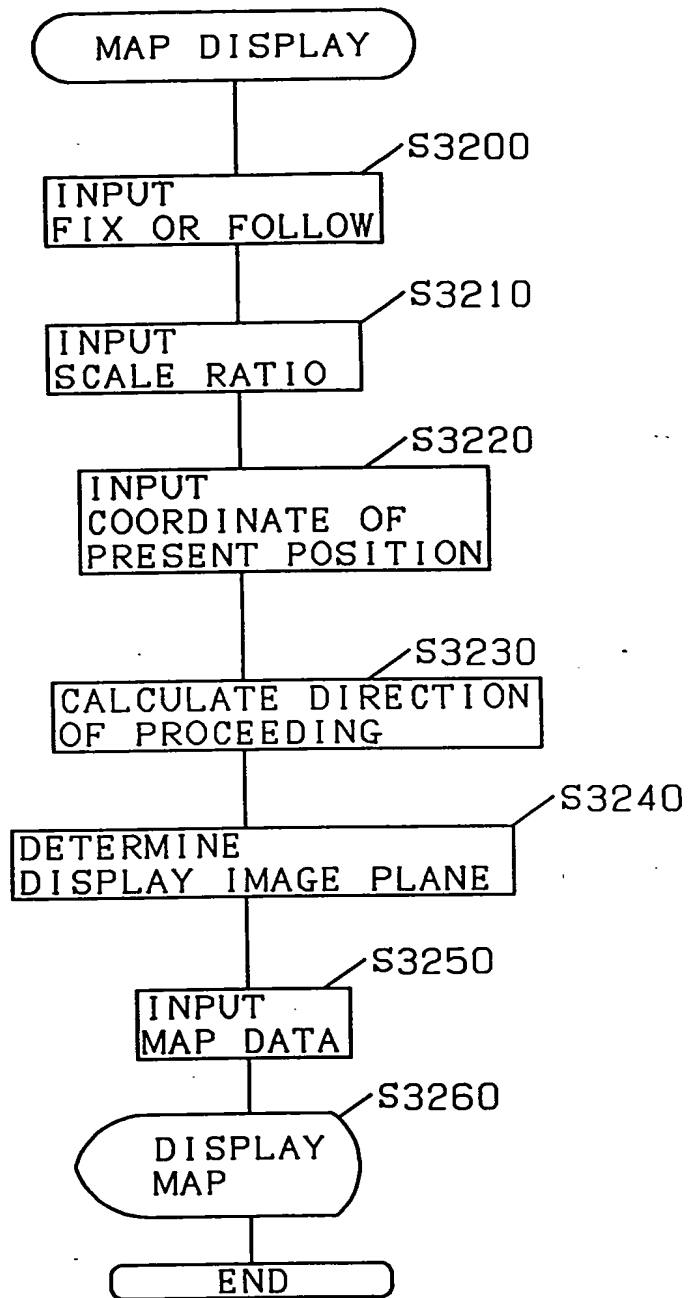 MAP DISPLAY
S3200
INPUT
FIX OR FOLLOW
S3210
INPUT
SCALE RATIO
S3220
INPUT
COORDINATE OF
PRESENT POSITION
S3230
CALCULATE DIRECTION
OF PROCEEDING
S3240
DETERMINE
DISPLAY IMAGE PLANE
S3250
INPUT
MAP DATA
S3260
DISPLAY
MAP
END